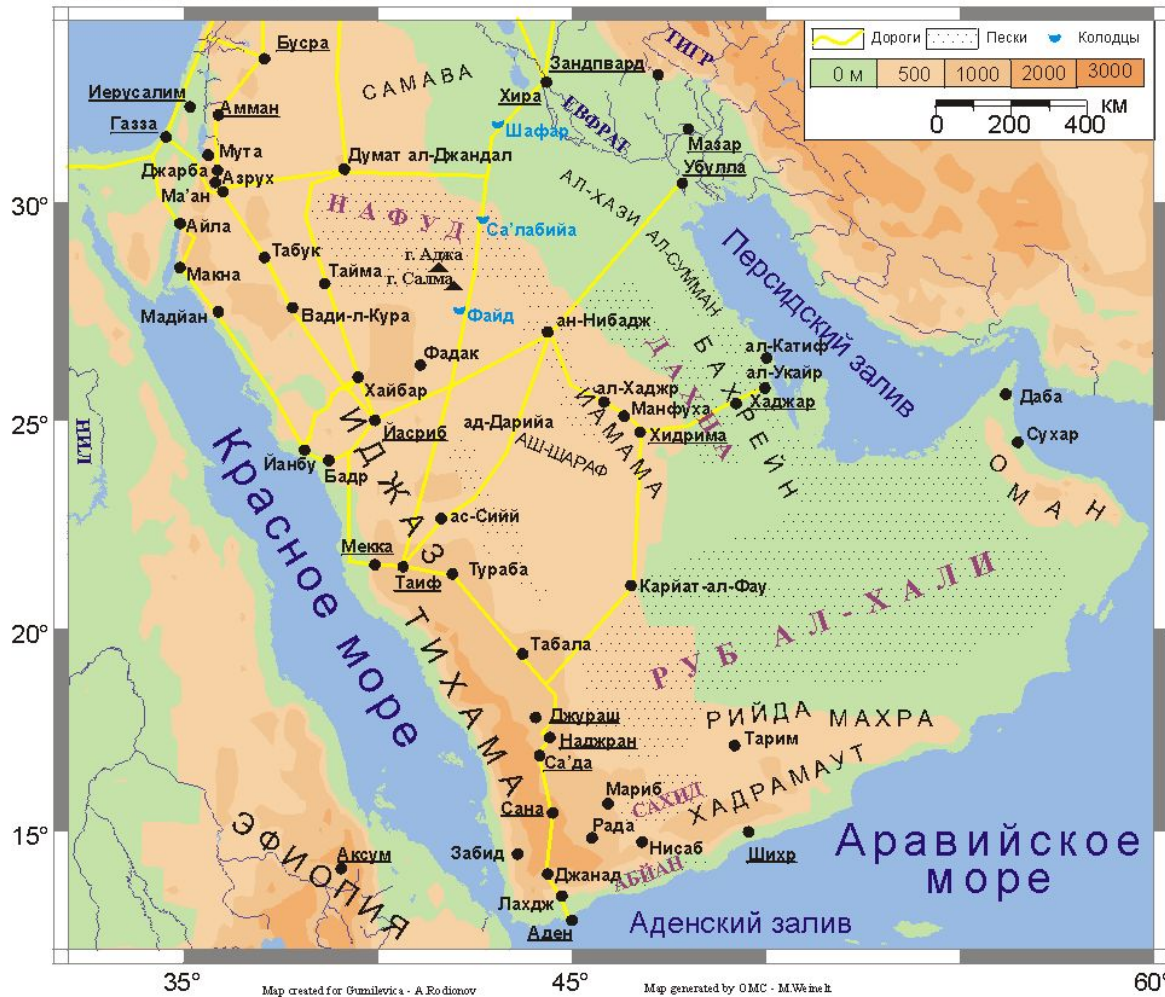 Дороги Пески Колодцы
0 м 500 1000 2000 3000
КМ
0 200 400
Бусра
САМАВА
Зандпвард
ТИГР
Иерусалим
Амман
Хира
ЕВФРАТ
Газза
Шафар
Мазар
Мута
Думат ал-Джандал
Убулла
Джарба
Азрух
Ма'ан
АЛ-ХАЗИ
30°
НАФУД
Са'лабийа
АЛ-СУММАН
Айла
Персидский залив
Табук
г. Аджа
Макна
Тайма
г. Салма
Мадйан
Вади-л-Кура
Файд
ан-Нибадж
ДАХНА
БАХРЕЙН
ал-Катиф
Фадак
ал-Укайр
Хайбар
ал-Хаджр
Хаджар
Даба
25°
ИАМАМА
Манфуха
НИЛ
Йасриб
ад-Дарийа
Хидрима
Сухар
ХИДЖАЗ
АШ-ШАРАФ
Йанбу
Бадр
ОМАН
Красное море
ас-Сийй
Мекка
Таиф
Тураба
Карйат-ал-Фау
РУБ АЛ-ХАЛИ
20°
ТИХАМА
Табала
Джураш
РИЙДА МАХРА
Наджран
Тарим
Са'да
Мариб
САХИД
ХАДРАМАУТ
Сана
15°
ЭФИОПИЯ
Рада
Аравийское
море
Забид
Нисаб
Шихр
Аксум
Джанад
АБЙАН
Лахдж
Аден
Аденский залив
35° 45° 60°
Map created for Gumilevica - A.Rodionov
Map generated by OMC - M.Weinelt